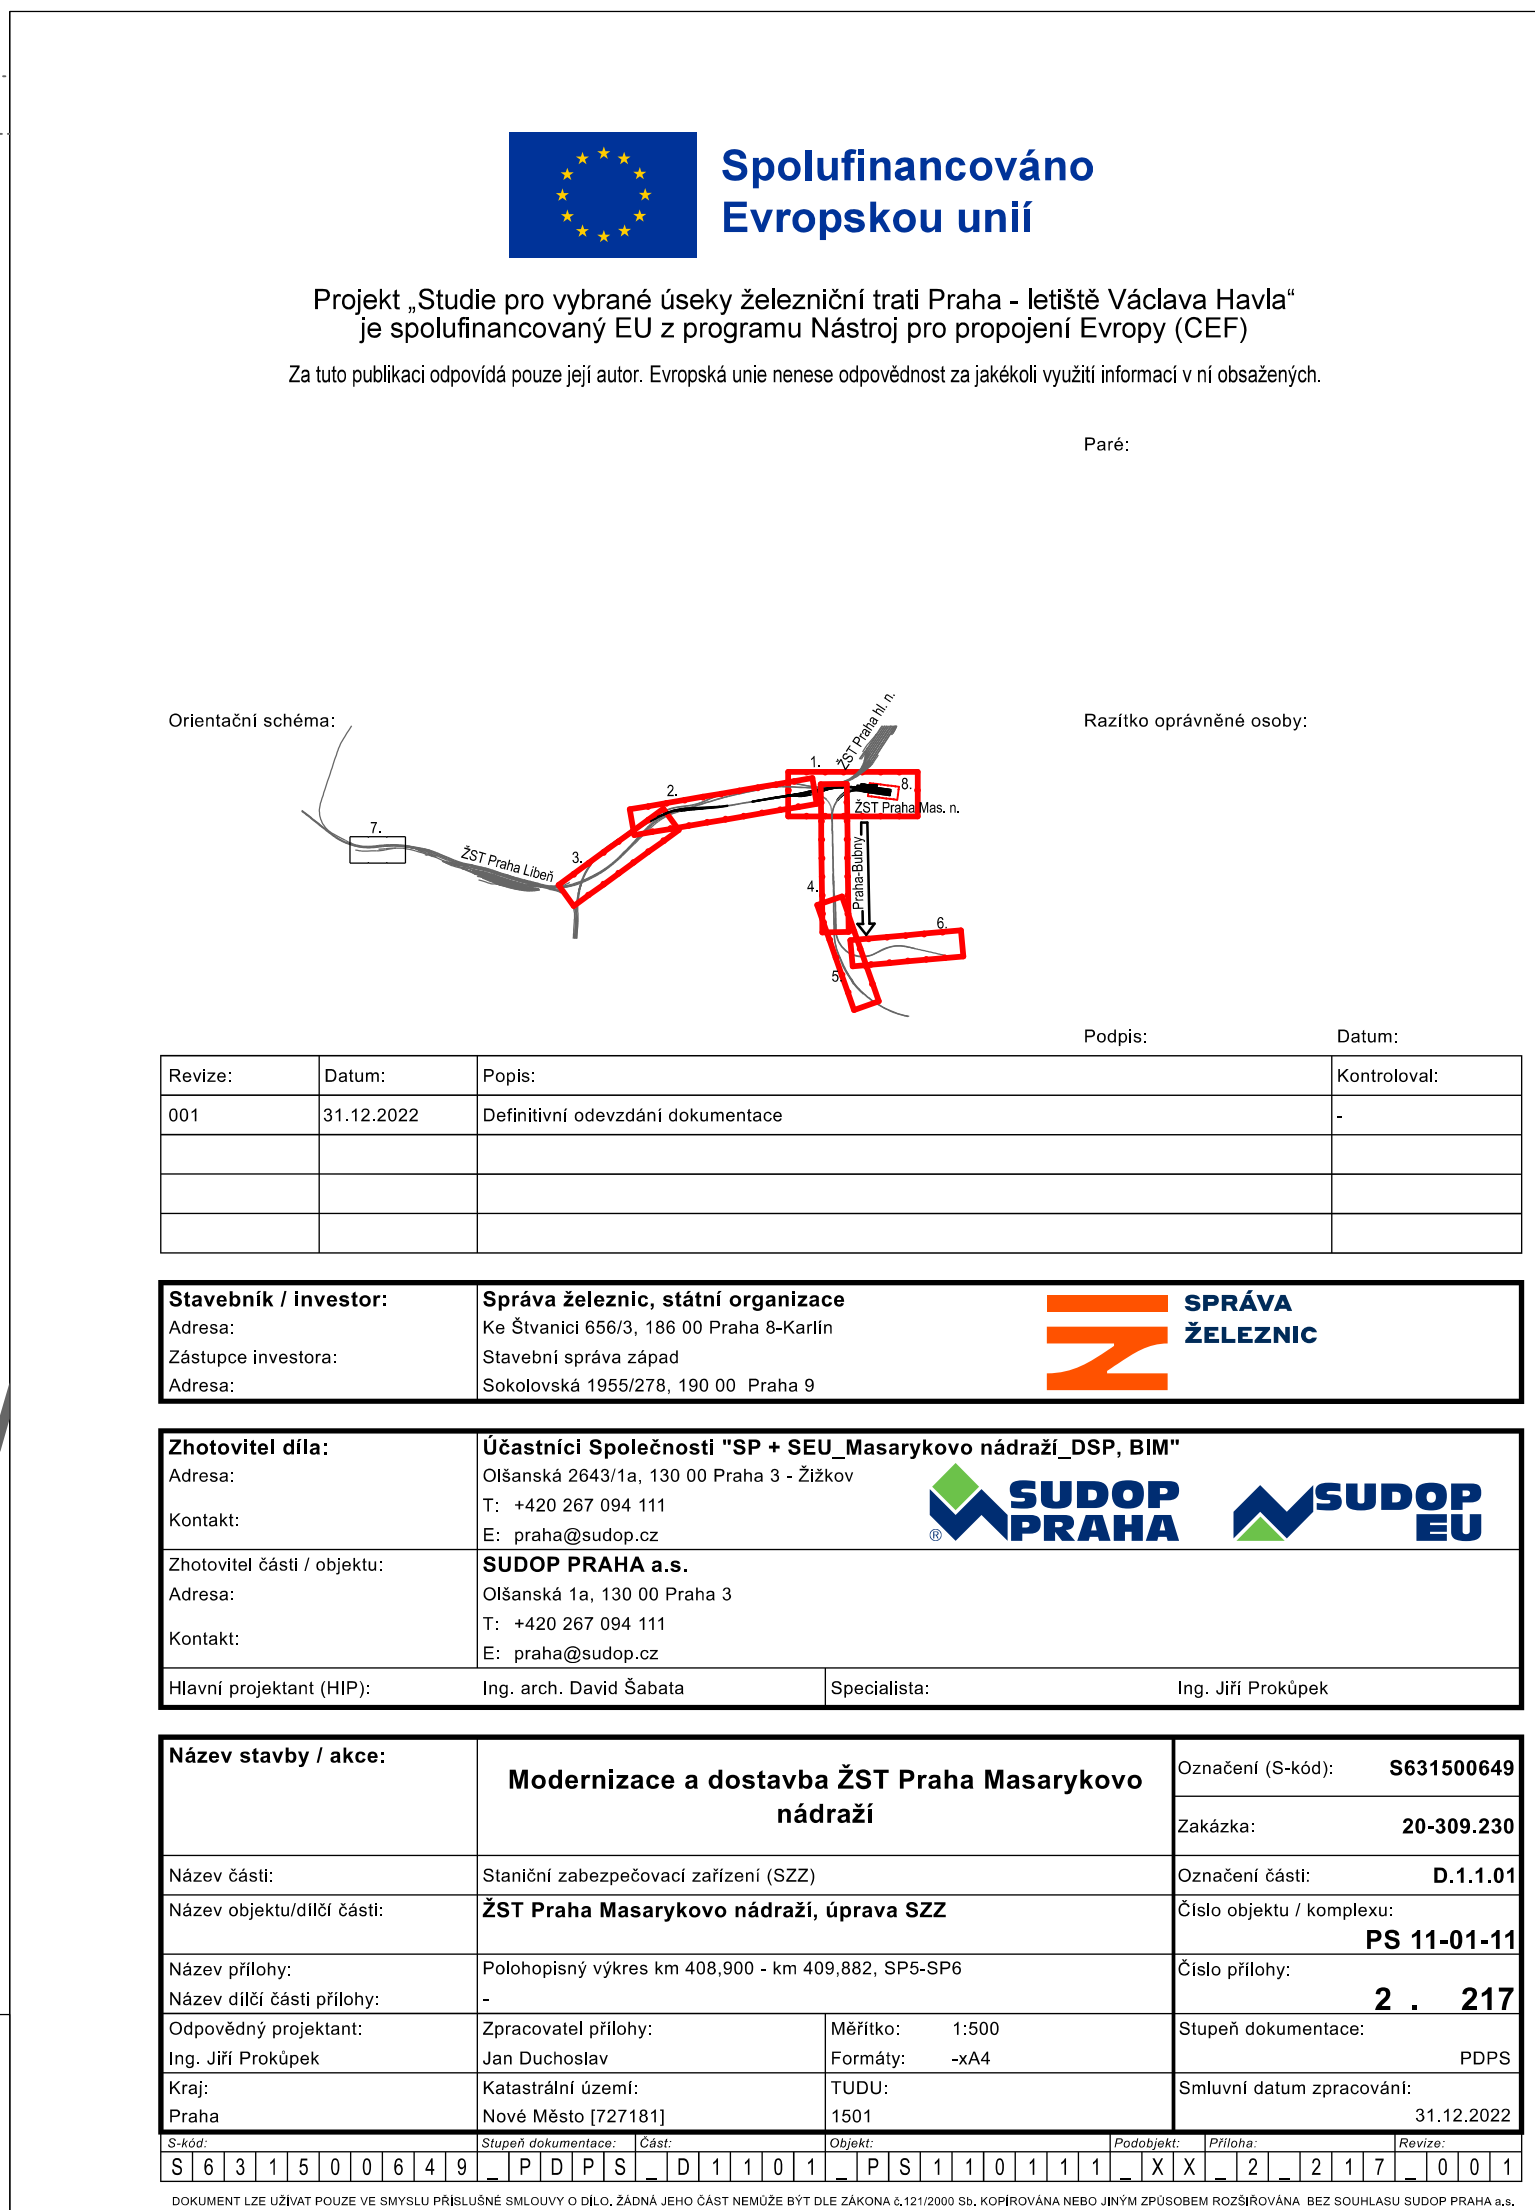 Spolufinancováno
Evropskou unií
Projekt „Studie pro vybrané úseky železniční trati Praha - letiště Václava Havla“
je spolufinancovaný EU z programu Nástroj pro propojení Evropy (CEF)
Za tuto publikaci odpovídá pouze její autor. Evropská unie nenese odpovědnost za jakékoli využití informací v ní obsažených.
Paré:
Orientační schéma:
Razítko oprávněné osoby:
ŽST Praha hl. n.
1.
2.
8.
ŽST Praha Mas. n.
7.
3.
ŽST Praha Libeň
Praha-Bubny
4.
6.
5.
Podpis: Datum:
Revize: Datum: Popis: Kontroloval:
001 31.12.2022 Definitivní odevzdání dokumentace -
Stavebník / investor: Správa železnic, státní organizace
Adresa: Ke Štvanici 656/3, 186 00 Praha 8-Karlín
Zástupce investora: Stavební správa západ
Adresa: Sokolovská 1955/278, 190 00 Praha 9
SPRÁVA
ŽELEZNIC
Zhotovitel díla: Účastníci Společnosti "SP + SEU_Masarykovo nádraží_DSP, BIM"
Adresa: Olšanská 2643/1a, 130 00 Praha 3 - Žižkov
Kontakt: T: +420 267 094 111
E: praha@sudop.cz
SUDOP
PRAHA
®
SUDOP
EU
Zhotovitel části / objektu: SUDOP PRAHA a.s.
Adresa: Olšanská 1a, 130 00 Praha 3
Kontakt: T: +420 267 094 111
E: praha@sudop.cz
Hlavní projektant (HIP): Ing. arch. David Šabata Specialista: Ing. Jiří Prokůpek
Název stavby / akce: Modernizace a dostavba ŽST Praha Masarykovo
nádraží
Označení (S-kód): S631500649
Zakázka: 20-309.230
Název části: Staniční zabezpečovací zařízení (SZZ) Označení části: D.1.1.01
Název objektu/dílčí části: ŽST Praha Masarykovo nádraží, úprava SZZ Číslo objektu / komplexu:
PS 11-01-11
Název přílohy: Polohopisný výkres km 408,900 - km 409,882, SP5-SP6 Číslo přílohy:
Název dílčí části přílohy: - 2 . 217
Odpovědný projektant: Zpracovatel přílohy: Měřítko: 1:500 Stupeň dokumentace:
Ing. Jiří Prokůpek Jan Duchoslav Formáty: -xA4 PDPS
Kraj: Katastrální území: TUDU: Smluvní datum zpracování:
Praha Nové Město [727181] 1501 31.12.2022
S-kód: Stupeň dokumentace: Část: Objekt: Podobjekt: Příloha: Revize:
S 6 3 1 5 0 0 6 4 9 _ P D P S _ D 1 1 0 1 _ P S 1 1 0 1 1 1 _ X X _ 2 _ 2 1 7 _ 0 0 1
DOKUMENT LZE UŽÍVAT POUZE VE SMYSLU PŘÍSLUŠNÉ SMLOUVY O DÍLO. ŽÁDNÁ JEHO ČÁST NEMŮŽE BÝT DLE ZÁKONA č.121/2000 Sb. KOPÍROVÁNA NEBO JINÝM ZPŮSOBEM ROZŠIŘOVÁNA BEZ SOUHLASU SUDOP PRAHA a.s.